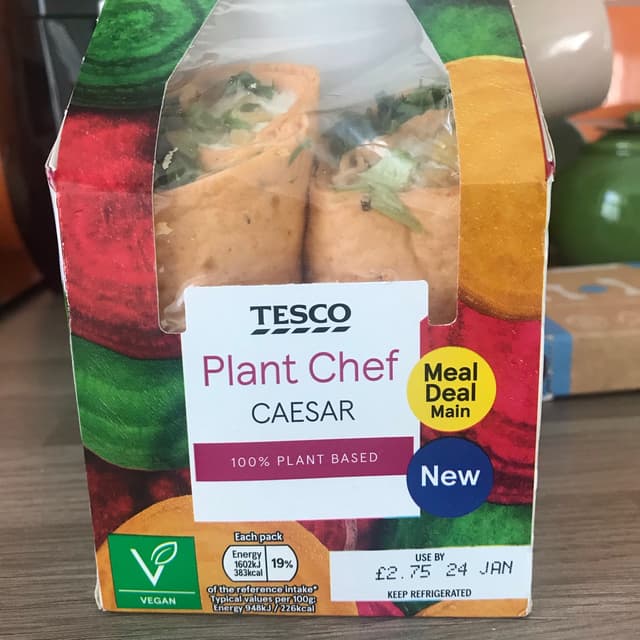 TESCO
Plant Chef
CAESAR
100% PLANT BASED
Meal
Deal
Main
New
VEGAN
Each pack
Energy
1602kJ
383kcal
19%
of the reference intake*
Typical values per 100g:
Energy 948kJ / 226kcal
USE BY
£2.75 24 JAN
KEEP REFRIGERATED